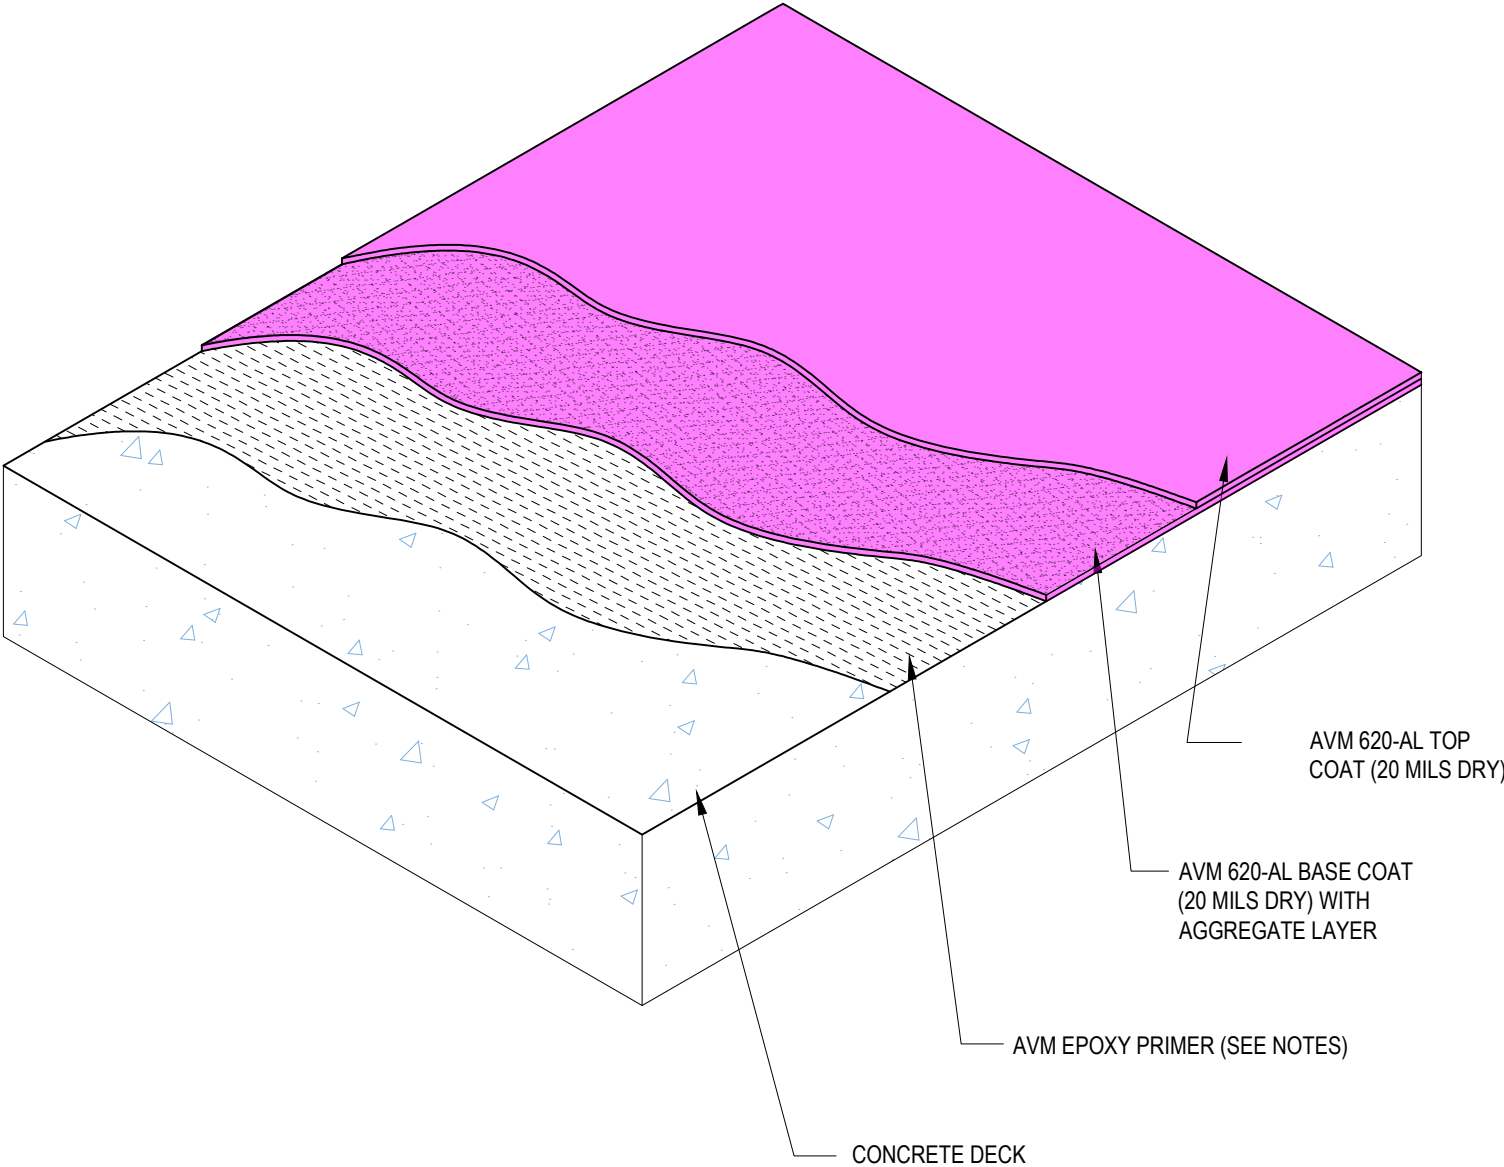 AVM 620-AL TOP
COAT (20 MILS DRY)
AVM 620-AL BASE COAT
(20 MILS DRY) WITH
AGGREGATE LAYER
AVM EPOXY PRIMER (SEE NOTES)
CONCRETE DECK